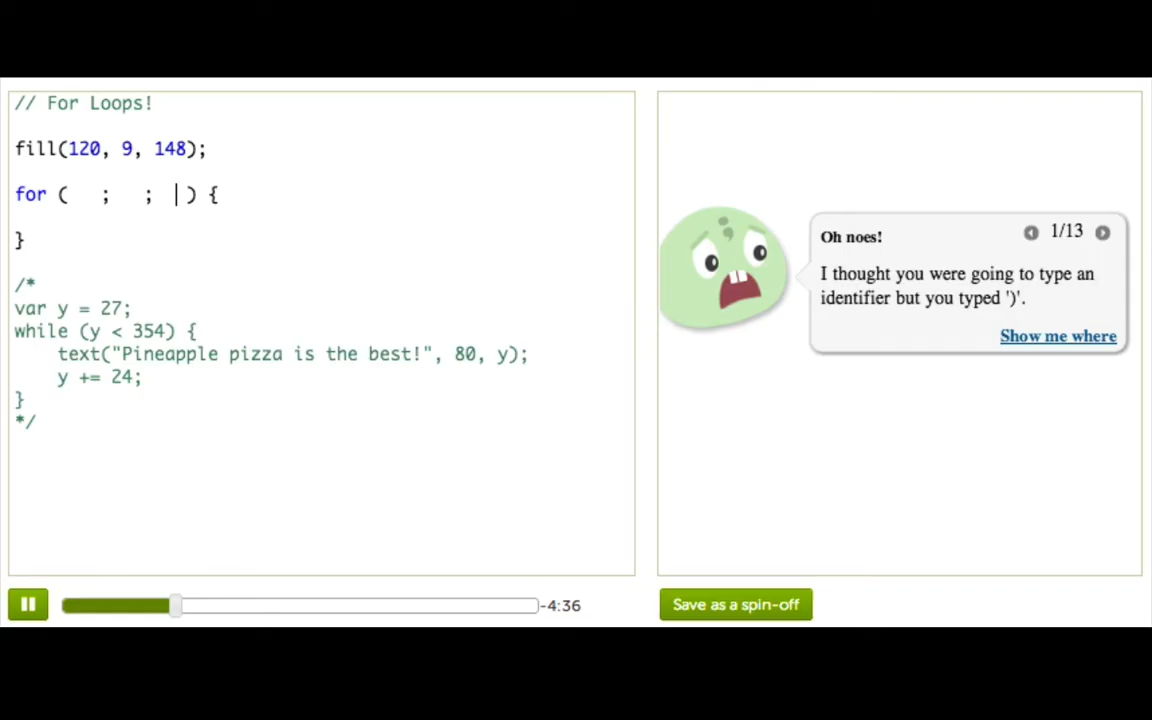 // For Loops!
fill(120, 9, 148);
for (   ;   ;  ) {
}
/*
var y = 27;
while (y < 354) {
    text("Pineapple pizza is the best!", 80, y);
    y += 24;
}
*/
-4:36
Oh noes!
1/13
I thought you were going to type an
identifier but you typed ')'.
Show me where
Save as a spin-off